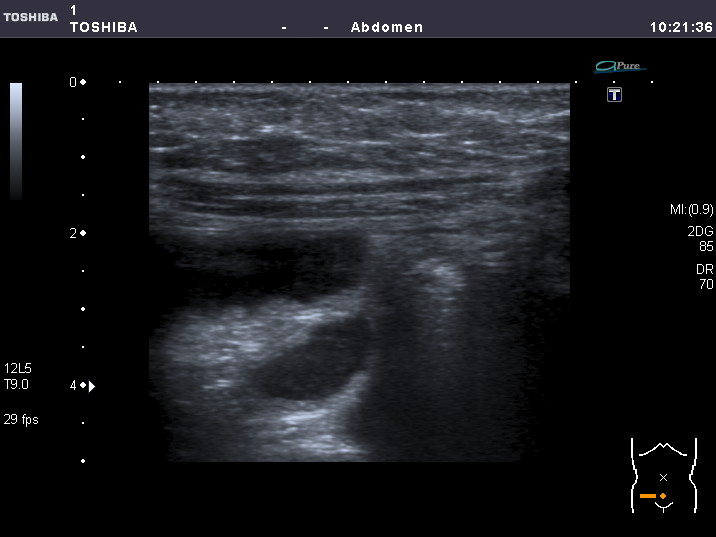 TOSHIBA
1
TOSHIBA - - Abdomen 10:21:36
Pure
T
0
2
4
MI:(0.9)
2DG
85
DR
70
12L5
T9.0
29 fps